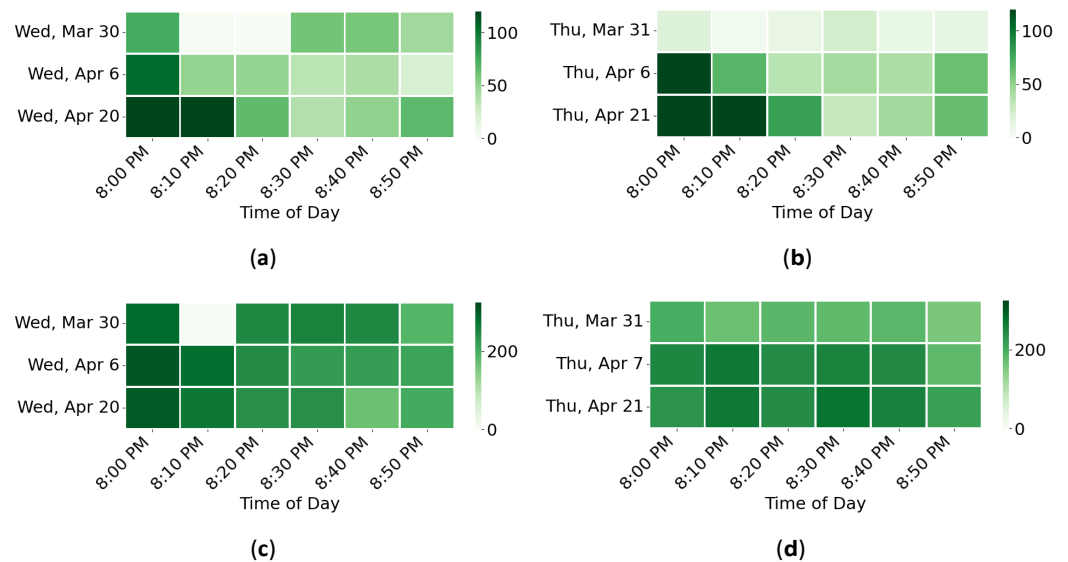 Wed, Mar 30
Wed, Apr 6
Wed, Apr 20
8:00 PM
8:10 PM
8:20 PM
8:30 PM
8:40 PM
8:50 PM
Time of Day
100
50
0
(a)
Thu, Mar 31
Thu, Apr 6
Thu, Apr 21
8:00 PM
8:10 PM
8:20 PM
8:30 PM
8:40 PM
8:50 PM
Time of Day
100
50
0
(b)
Wed, Mar 30
Wed, Apr 6
Wed, Apr 20
8:00 PM
8:10 PM
8:20 PM
8:30 PM
8:40 PM
8:50 PM
Time of Day
200
0
(c)
Thu, Mar 31
Thu, Apr 7
Thu, Apr 21
8:00 PM
8:10 PM
8:20 PM
8:30 PM
8:40 PM
8:50 PM
Time of Day
200
0
(d)